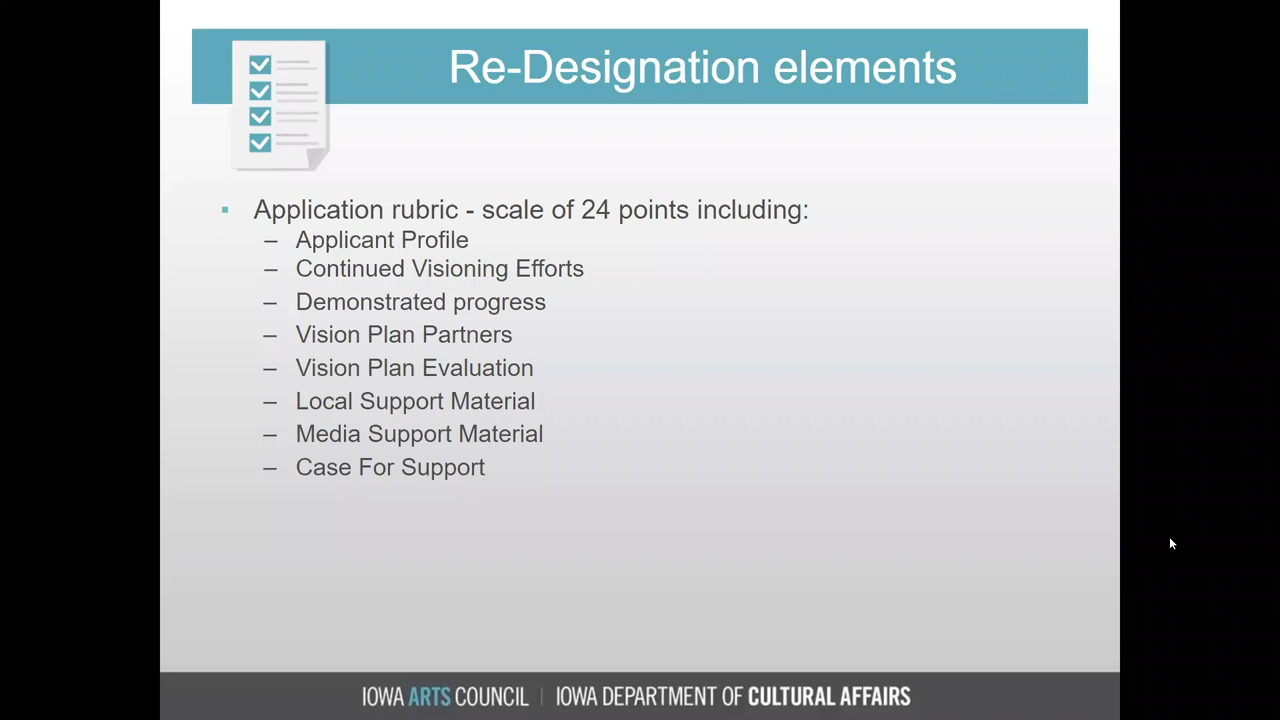 Re-Designation elements
▪ Application rubric - scale of 24 points including:
– Applicant Profile
– Continued Visioning Efforts
– Demonstrated progress
– Vision Plan Partners
– Vision Plan Evaluation
– Local Support Material
– Media Support Material
– Case For Support
IOWA ARTS COUNCIL | IOWA DEPARTMENT OF CULTURAL AFFAIRS